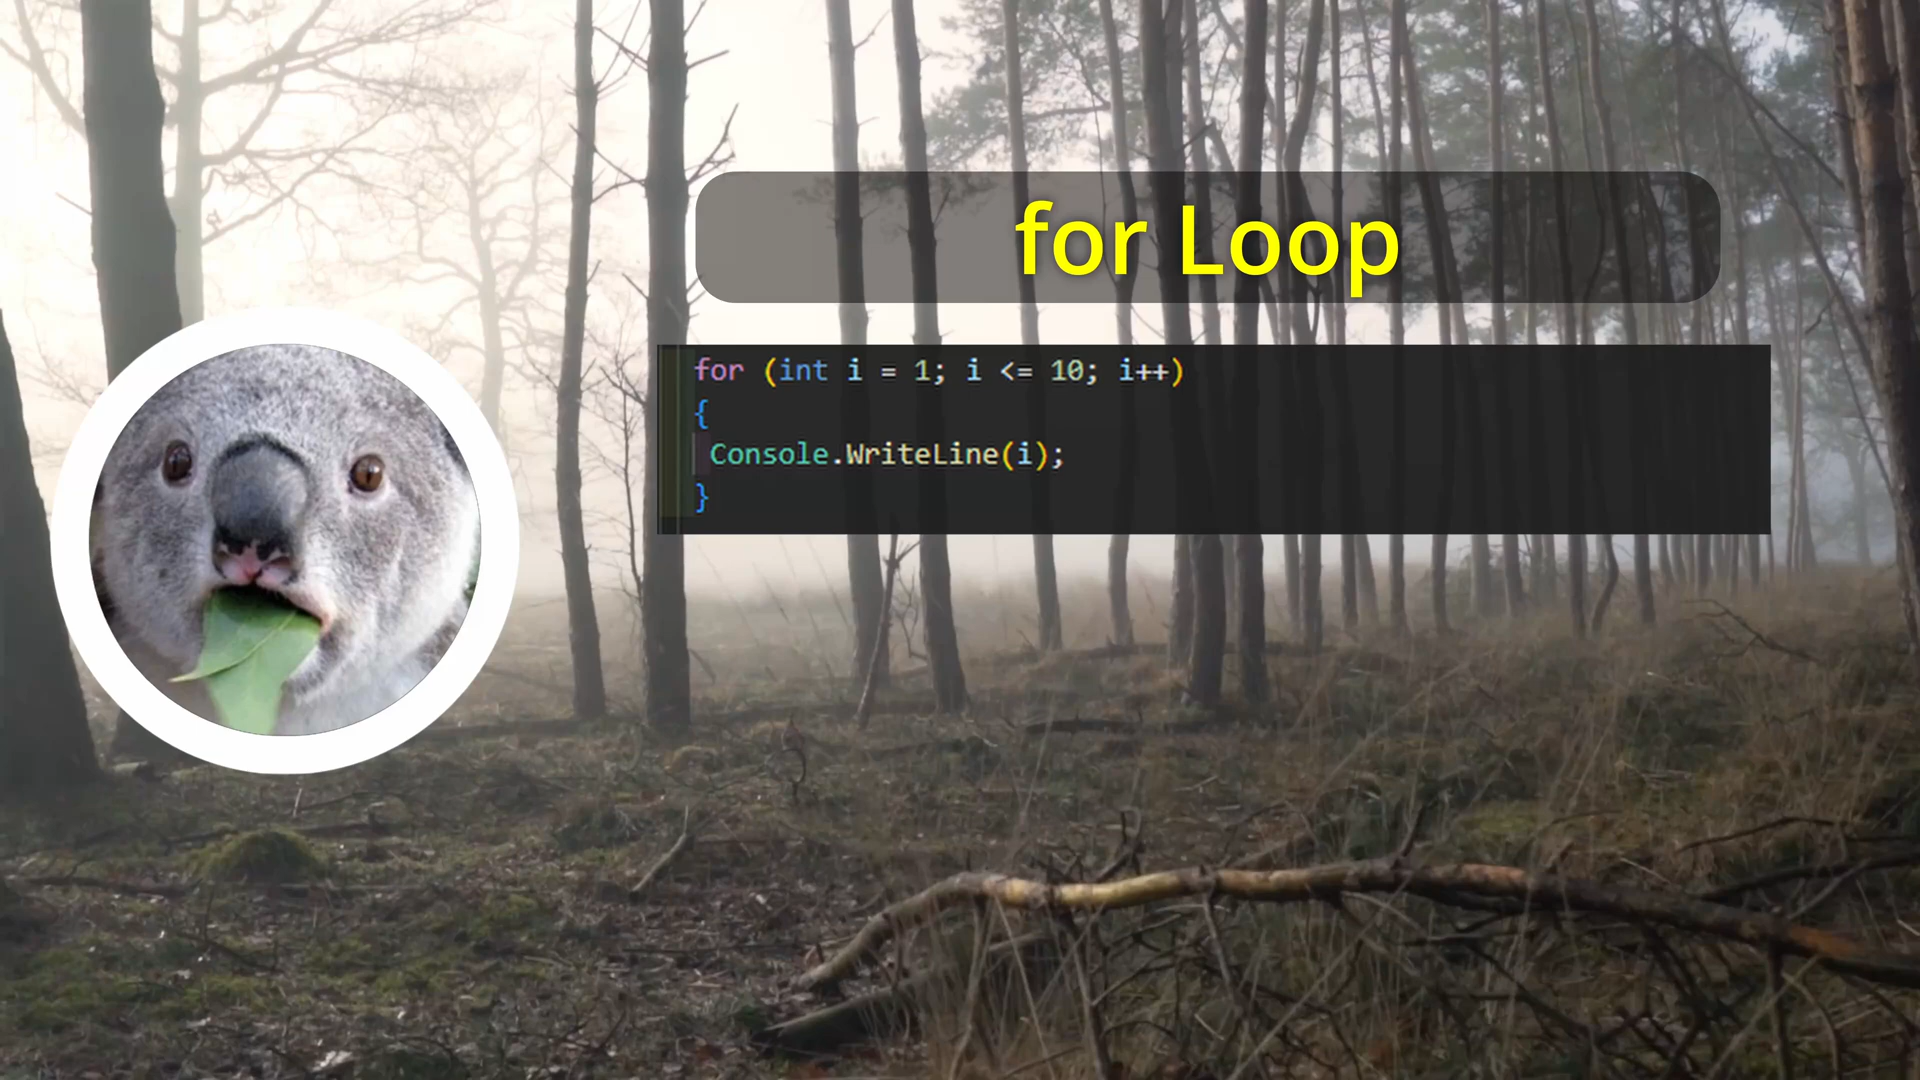 for Loop
for (int i = 1; i <= 10; i++)
{
Console.WriteLine(i);
}